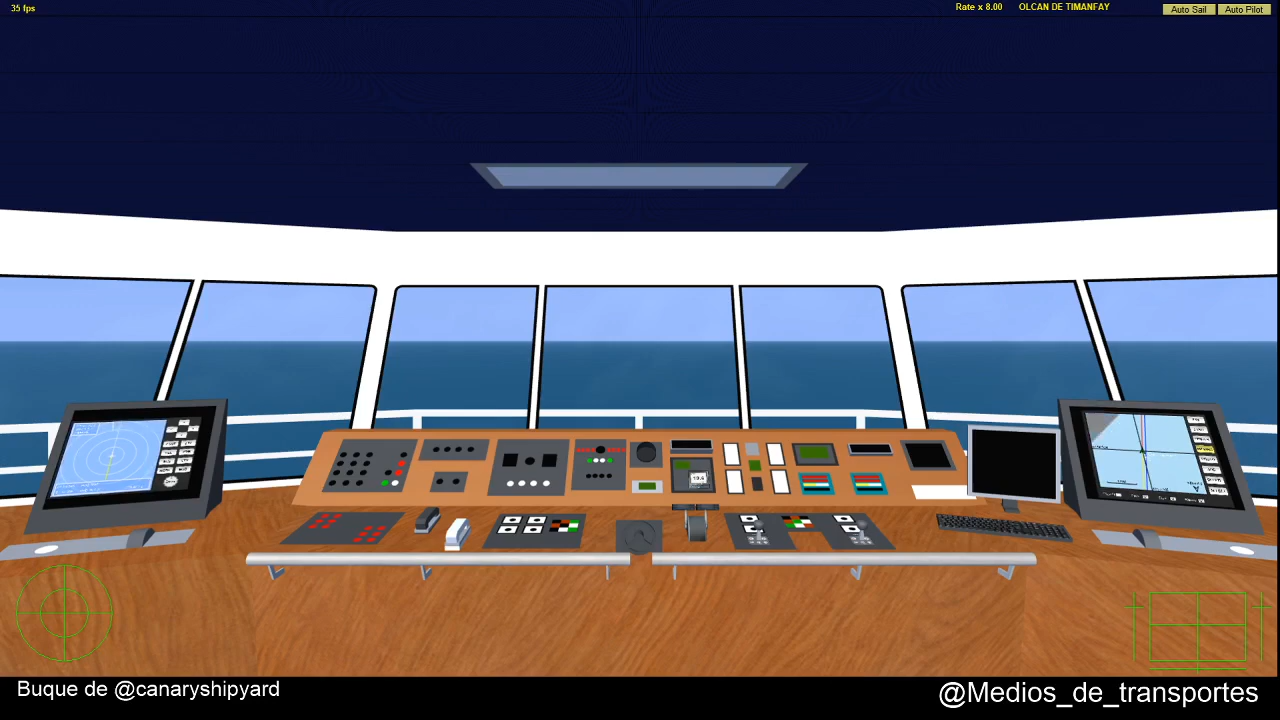 35 fps
Rate x 8.00
OLCAN DE TIMANFAY
Auto Sail
Auto Pilot
Buque de @canaryshipyard
@Medios_de_transportes